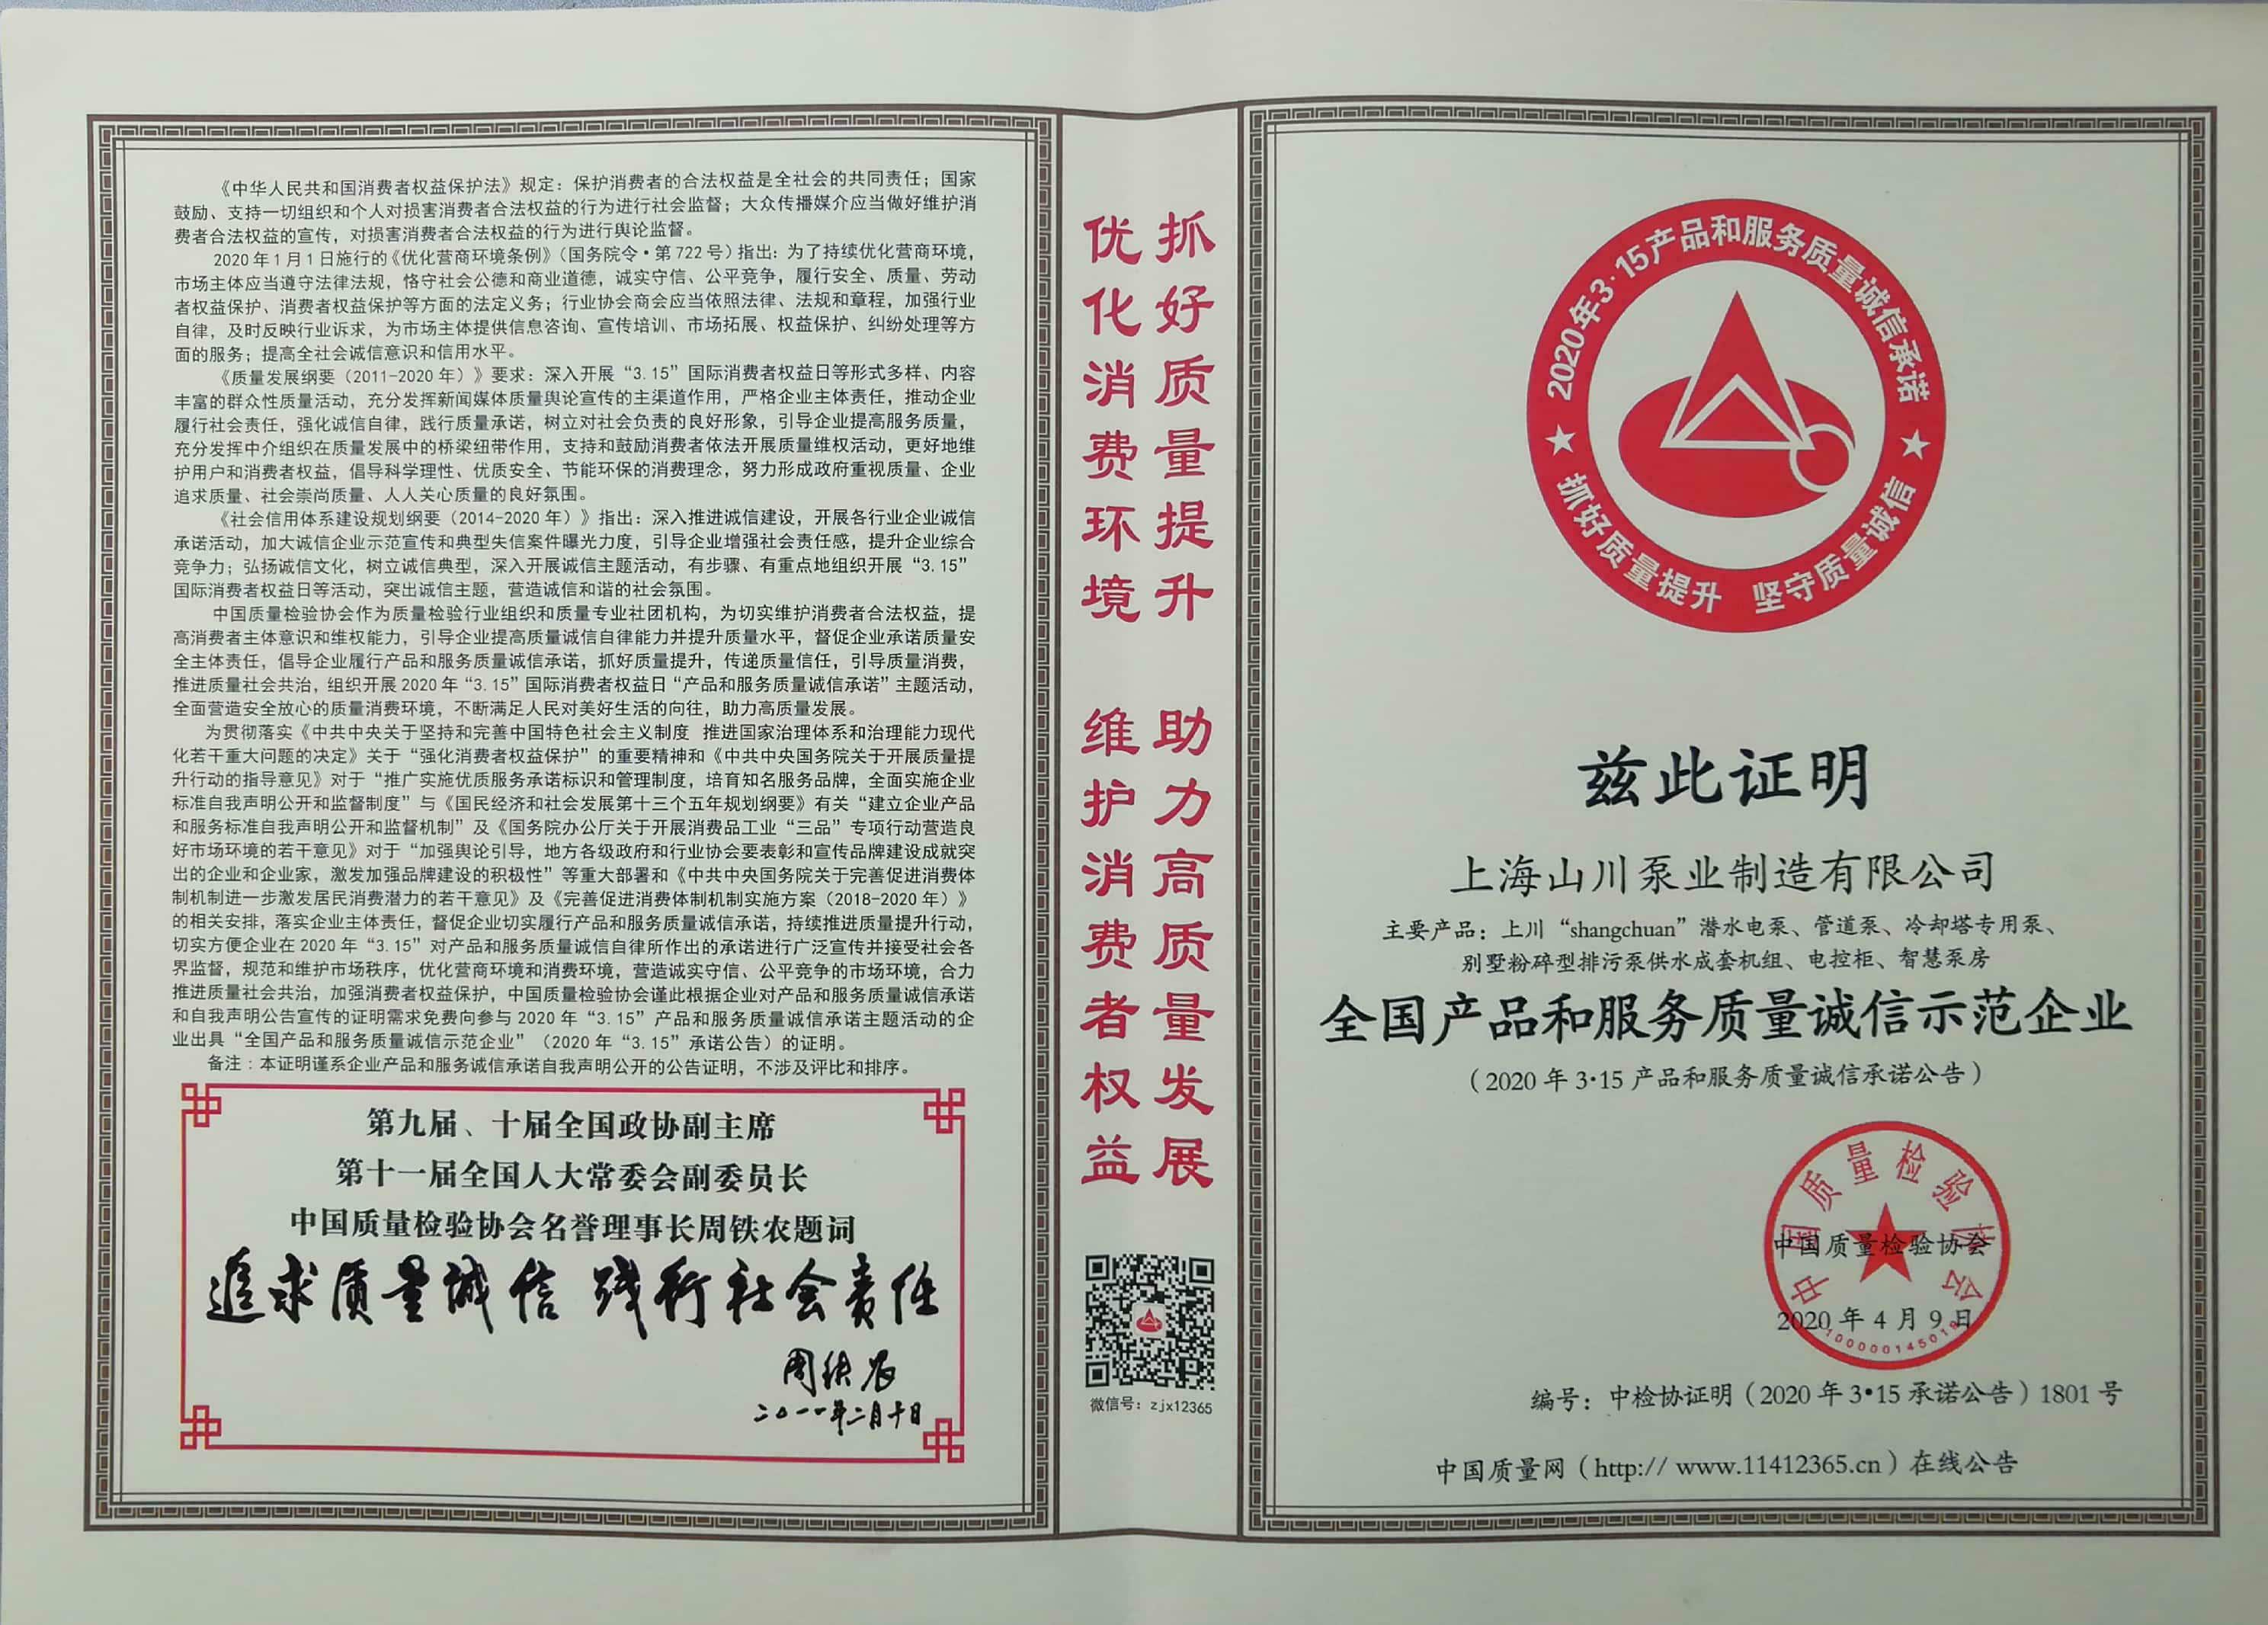 《中华人民共和国消费者权益保护法》规定：保护消费者的合法权益是全社会的共同责任；国家
鼓励、支持一切组织和个人对损害消费者合法权益的行为进行社会监督；大众传播媒介应当做好维护消
费者合法权益的宣传，对损害消费者合法权益的行为进行舆论监督。
2020年1月1日施行的《优化营商环境条例》（国务院令·第722号）指出：为了持续优化营商环境，
市场主体应当遵守法律法规，恪守社会公德和商业道德，诚实守信、公平竞争，履行安全、质量、劳动
者权益保护、消费者权益保护等方面的法定义务；行业协会商会应当依照法律、法规和章程，加强行业
自律，及时反映行业诉求，为市场主体提供信息咨询、宣传培训、市场拓展、权益保护、纠纷处理等方
面的服务；提高全社会诚信意识和信用水平。
《质量发展纲要（2011-2020年）》要求：深入开展“3.15”国际消费者权益日等形式多样、内容
丰富的群众性质量活动，充分发挥新闻媒体质量舆论宣传的主渠道作用，严格企业主体责任，推动企业
履行社会责任，强化诚信自律，践行质量承诺，树立对社会负责的良好形象，引导企业提高服务质量，
充分发挥中介组织在质量发展中的桥梁纽带作用，支持和鼓励消费者依法开展质量维权活动，更好地维
护用户和消费者权益，倡导科学理性、优质安全、节能环保的消费理念，努力形成政府重视质量、企业
追求质量、社会崇尚质量、人人关心质量的良好氛围。
《社会信用体系建设规划纲要（2014-2020年）》指出：深入推进诚信建设，开展各行业企业诚信
承诺活动，加大诚信企业示范宣传和典型失信案件曝光力度，引导企业增强社会责任感，提升企业综合
竞争力；弘扬诚信文化，树立诚信典型，深入开展诚信主题活动，有步骤、有重点地组织开展“3.15”
国际消费者权益日等活动，突出诚信主题，营造诚信和谐的社会氛围。
中国质量检验协会作为质量检验行业组织和质量专业社团机构，为切实维护消费者合法权益，提
高消费者主体意识和维权能力，引导企业提高质量诚信自律能力并提升质量水平，督促企业承诺质量安
全主体责任，倡导企业履行产品和服务质量诚信承诺，抓好质量提升，传递质量信任，引导质量消费，
推进质量社会共治，组织开展2020年“3.15”国际消费者权益日“产品和服务质量诚信承诺”主题活动，
全面营造安全放心的质量消费环境，不断满足人民对美好生活的向往，助力高质量发展。
为贯彻落实《中共中央关于坚持和完善中国特色社会主义制度 推进国家治理体系和治理能力现代
化若干重大问题的决定》关于“强化消费者权益保护”的重要精神和《中共中央国务院关于开展质量提
升行动的指导意见》对于“推广实施优质服务承诺标识和管理制度，培育知名服务品牌，全面实施企业
标准自我声明公开和监督制度”与《国民经济和社会发展第十三个五年规划纲要》有关“建立企业产品
和服务标准自我声明公开和监督机制”及《国务院办公厅关于开展消费品工业“三品”专项行动营造良
好市场环境的若干意见》对于“加强舆论引导，地方各级政府和行业协会要表彰和宣传品牌建设成就突
出的企业和企业家，激发加强品牌建设的积极性”等重大部署和《中共中央国务院关于完善促进消费体
制机制进一步激发居民消费潜力的若干意见》及《完善促进消费体制机制实施方案（2018-2020年）》
的相关安排，落实企业主体责任，督促企业切实履行产品和服务质量诚信承诺，持续推进质量提升行动，
切实方便企业在2020年“3.15”对产品和服务质量诚信自律所作出的承诺进行广泛宣传并接受社会各
界监督，规范和维护市场秩序，优化营商环境和消费环境，营造诚实守信、公平竞争的市场环境，合力
推进质量社会共治，加强消费者权益保护，中国质量检验协会谨此根据企业对产品和服务质量诚信承诺
和自我声明公告宣传的证明需求免费向参与2020年“3.15”产品和服务质量诚信承诺主题活动的企
业出具“全国产品和服务质量诚信示范企业”（2020年“3.15”承诺公告）的证明。
备注：本证明谨系企业产品和服务诚信承诺自我声明公开的公告证明，不涉及评比和排序。
第九届、十届全国政协副主席
第十一届全国人大常委会副委员长
中国质量检验协会名誉理事长周铁农题词
追求质量诚信 践行社会责任
周铁农
二〇一一年二月十日
抓好质量提升 助力高质量发展
优化消费环境 维护消费者权益
微信号：zjx12365
2020年3·15产品和服务质量诚信承诺
抓好质量提升 坚守质量诚信
兹此证明
上海山川泵业制造有限公司
主要产品：上川“shangchuan”潜水电泵、管道泵、冷却塔专用泵、
别墅粉碎型排污泵供水成套机组、电控柜、智慧泵房
全国产品和服务质量诚信示范企业
（2020年3·15产品和服务质量诚信承诺公告）
中国质量检验协会
中国质量检验协会
2020年4月9日
编号：中检协证明（2020年3·15承诺公告）1801号
中国质量网（http:// www.11412365.cn）在线公告